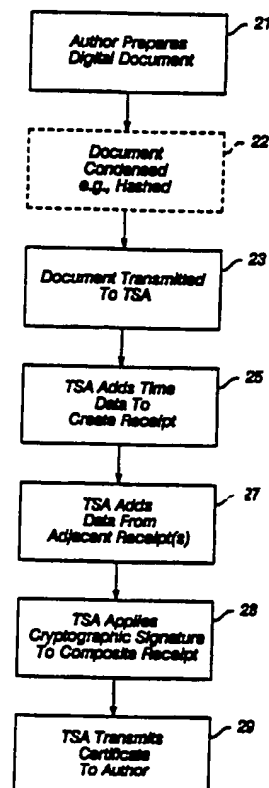 21
Author Prepares
Digital Document
22
Document
Condensed
e.g., Hashed
23
Document Transmitted
To TSA
25
TSA Adds Time
Data To
Create Receipt
27
TSA Adds
Data From
Adjacent Receipt(s)
28
TSA Applies
Cryptographic Signature
To Composite Receipt
29
TSA Transmits
Certificate
To Author